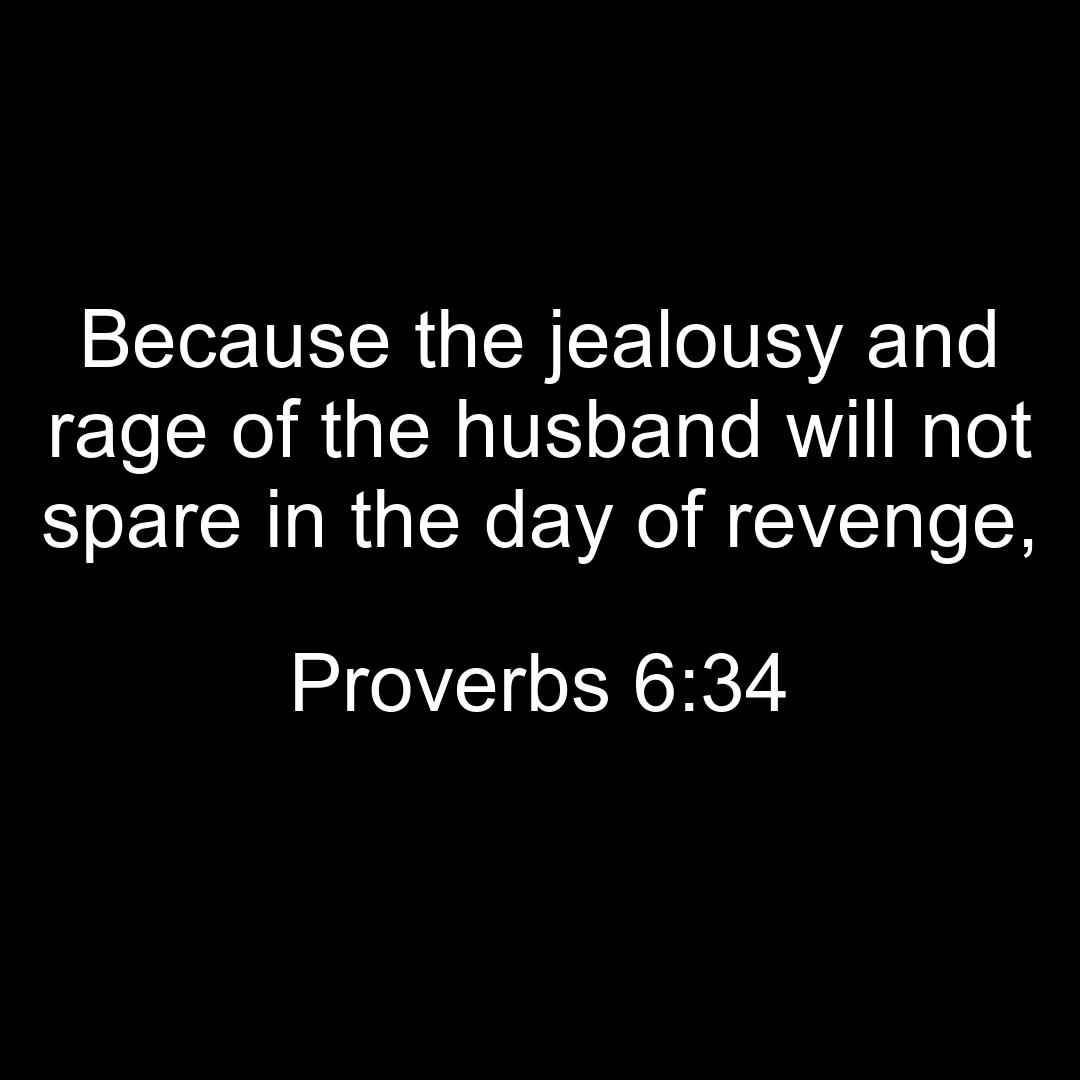 Because the jealousy and
rage of the husband will not
spare in the day of revenge,
Proverbs 6:34